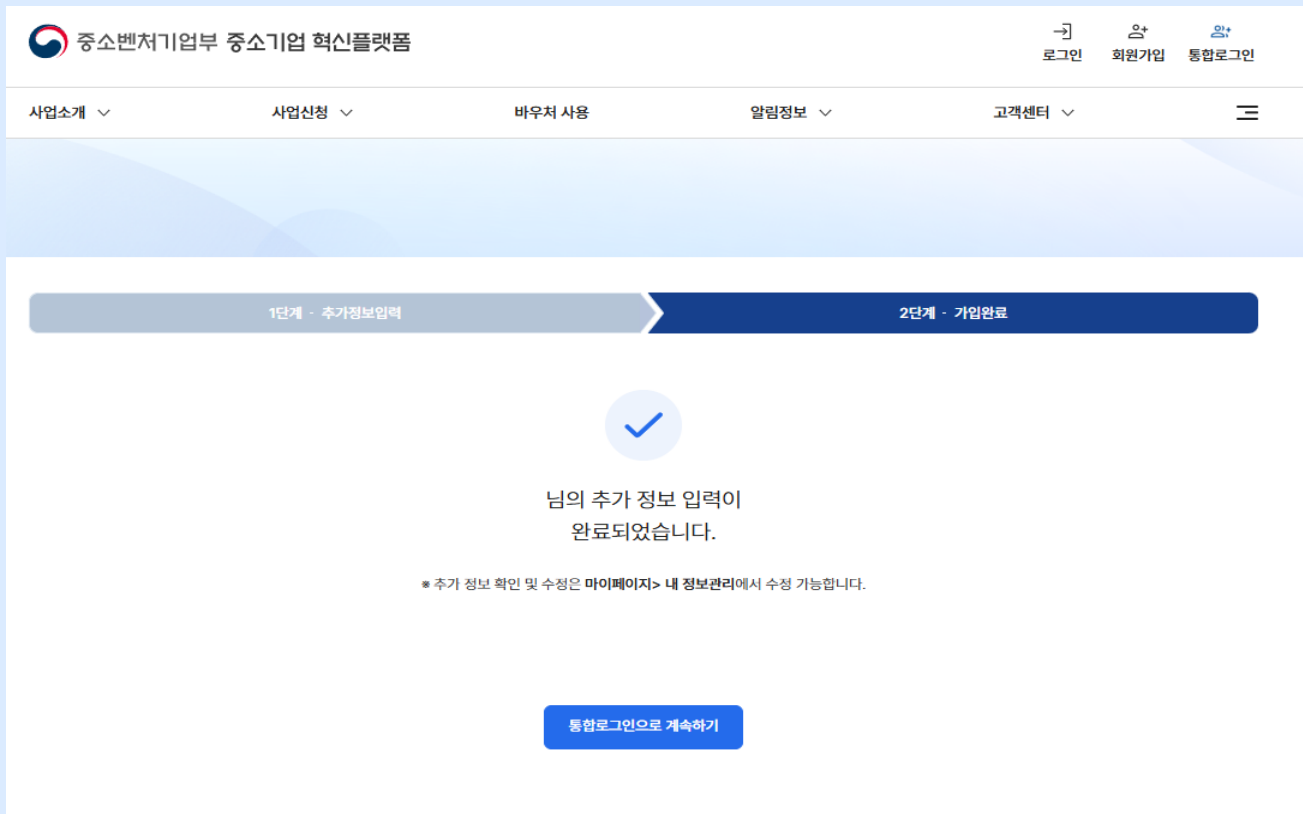 중소벤처기업부 중소기업 혁신플랫폼
로그인 회원가입 통합로그인
사업소개 사업신청 바우처 사용 알림정보 고객센터
1단계 - 추가정보입력 2단계 - 가입완료
님의 추가 정보 입력이
완료되었습니다.
※ 추가 정보 확인 및 수정은 마이페이지> 내 정보관리에서 수정 가능합니다.
통합로그인으로 계속하기